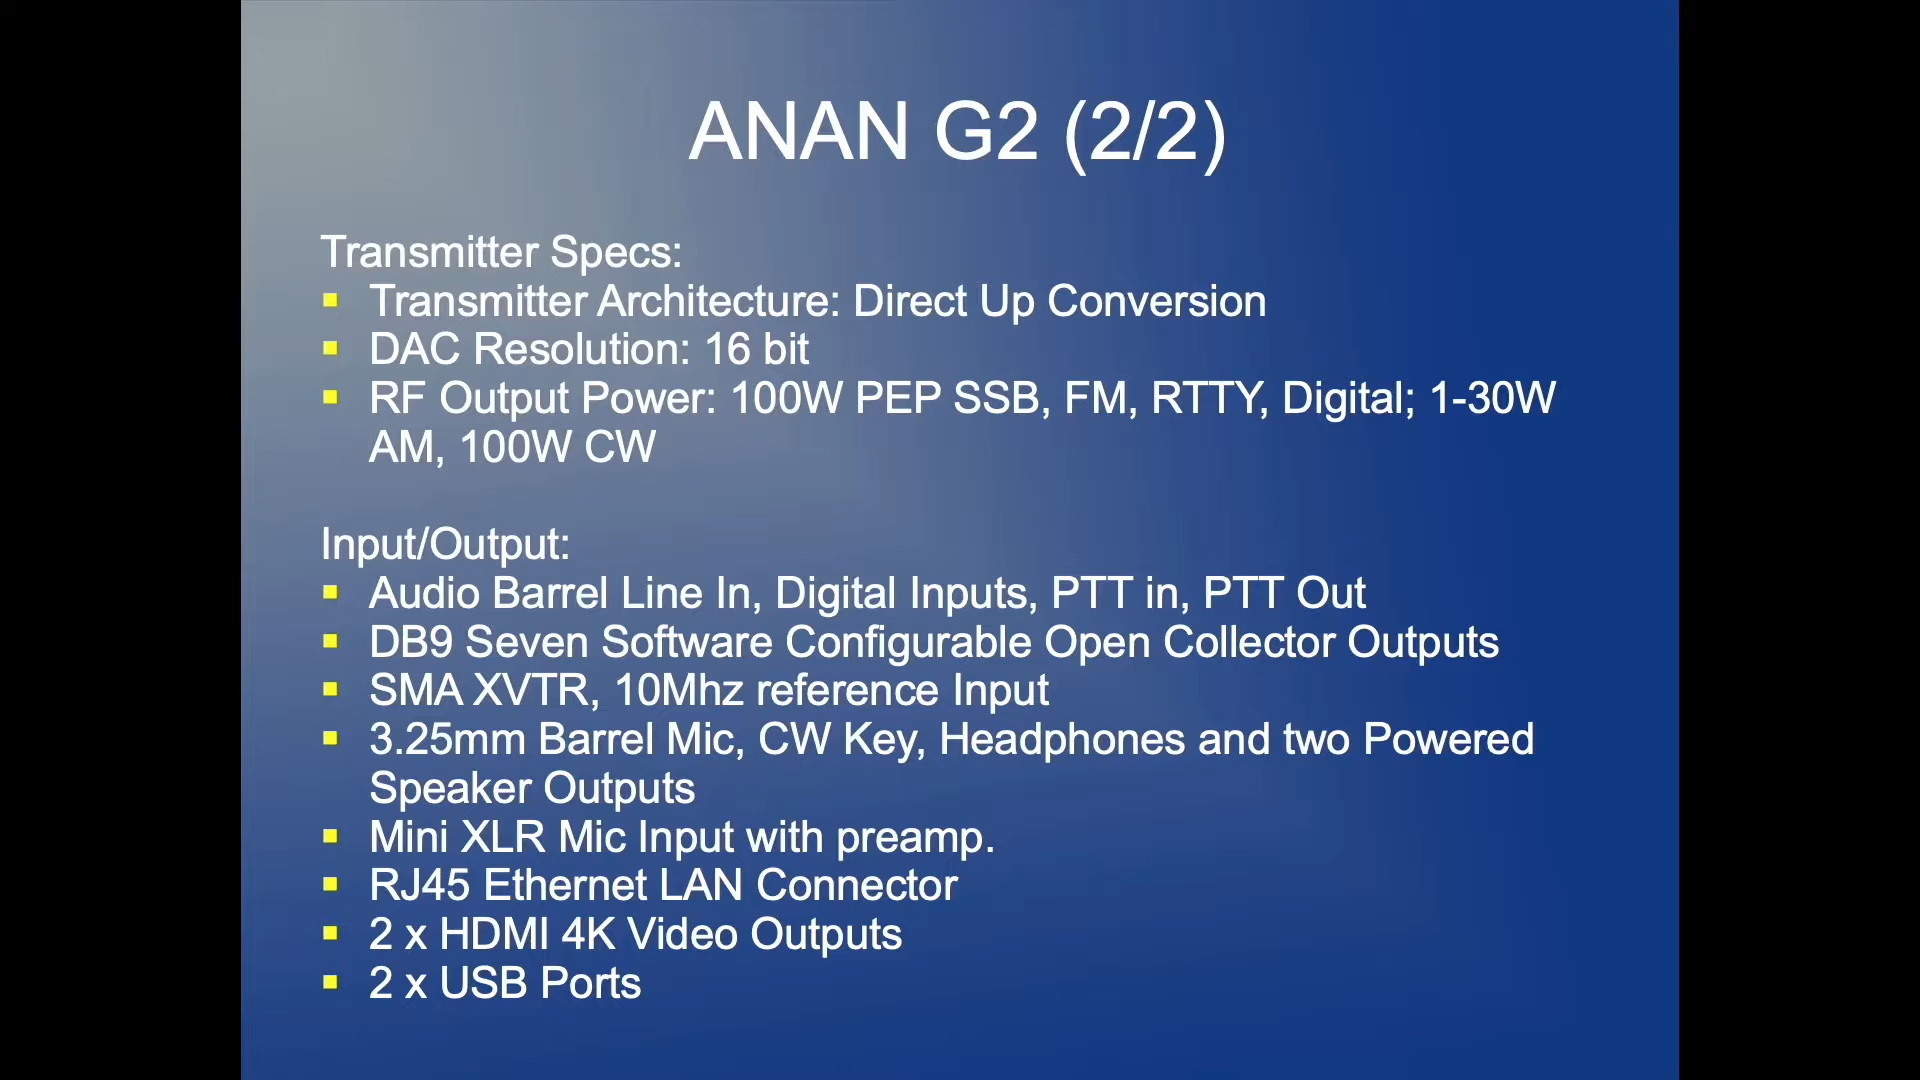 ANAN G2 (2/2)
Transmitter Specs:
Transmitter Architecture: Direct Up Conversion
DAC Resolution: 16 bit
RF Output Power: 100W PEP SSB, FM, RTTY, Digital; 1-30W
AM, 100W CW
Input/Output:
Audio Barrel Line In, Digital Inputs, PTT in, PTT Out
DB9 Seven Software Configurable Open Collector Outputs
SMA XVTR, 10Mhz reference Input
3.25mm Barrel Mic, CW Key, Headphones and two Powered
Speaker Outputs
Mini XLR Mic Input with preamp.
RJ45 Ethernet LAN Connector
2 x HDMI 4K Video Outputs
2 x USB Ports